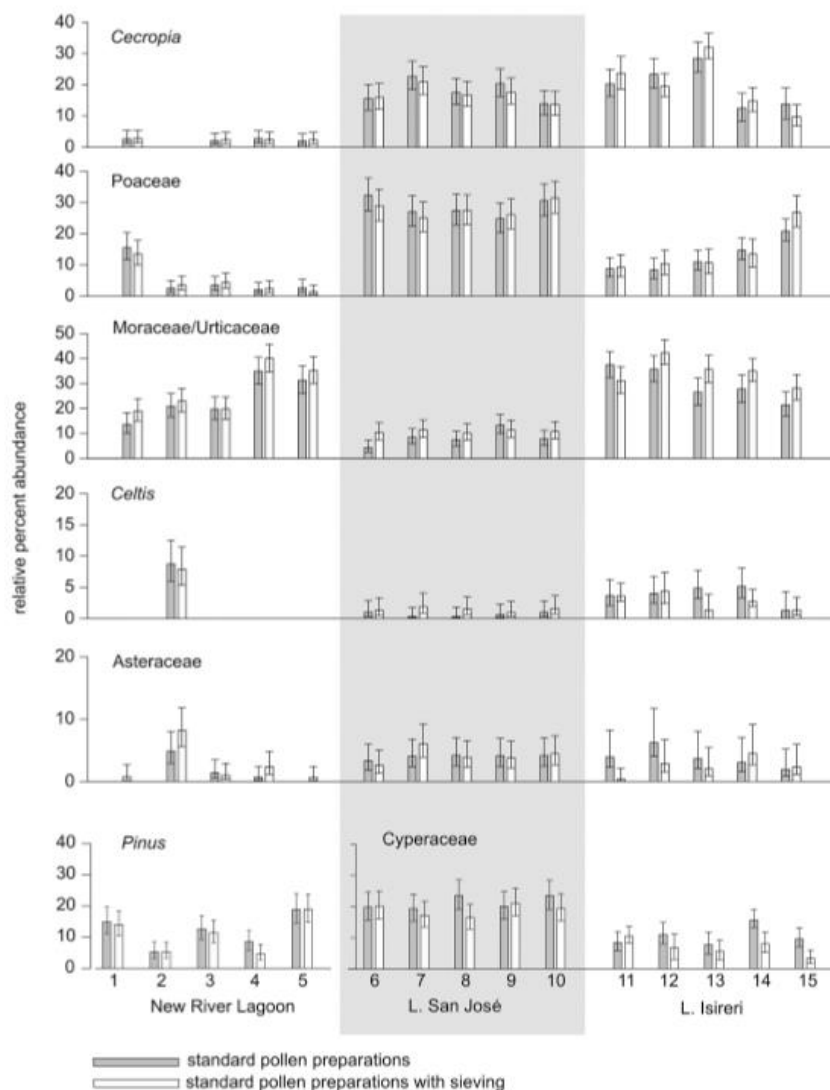 relative percent abundance
Cecropia
40
30
20
10
0
Poaceae
40
30
20
10
0
Moraceae/Urticaceae
50
40
30
20
10
0
Celtis
20
15
10
5
0
Asteraceae
20
10
0
Pinus
Cyperaceae
40
30
20
10
0
1 2 3 4 5 6 7 8 9 10 11 12 13 14 15
New River Lagoon L. San José L. Isireri
standard pollen preparations
standard pollen preparations with sieving